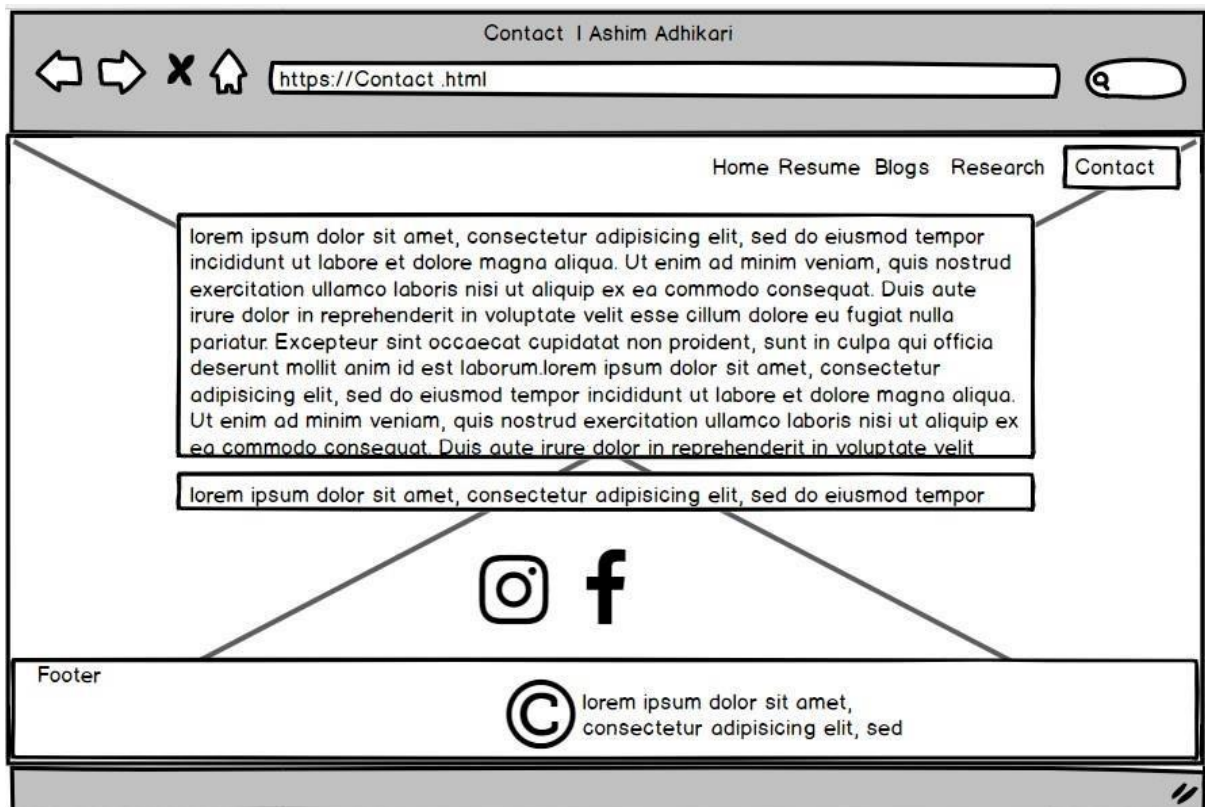 Contact | Ashim Adhikari
https://Contact .html
Home Resume Blogs Research Contact
lorem ipsum dolor sit amet, consectetur adipisicing elit, sed do eiusmod tempor
incididunt ut labore et dolore magna aliqua. Ut enim ad minim veniam, quis nostrud
exercitation ullamco laboris nisi ut aliquip ex ea commodo consequat. Duis aute
irure dolor in reprehenderit in voluptate velit esse cillum dolore eu fugiat nulla
pariatur. Excepteur sint occaecat cupidatat non proident, sunt in culpa qui officia
deserunt mollit anim id est laborum.lorem ipsum dolor sit amet, consectetur
adipisicing elit, sed do eiusmod tempor incididunt ut labore et dolore magna aliqua.
Ut enim ad minim veniam, quis nostrud exercitation ullamco laboris nisi ut aliquip ex
ea commodo consequat. Duis aute irure dolor in reprehenderit in voluptate velit
lorem ipsum dolor sit amet, consectetur adipisicing elit, sed do eiusmod tempor
Footer
© lorem ipsum dolor sit amet,
consectetur adipisicing elit, sed